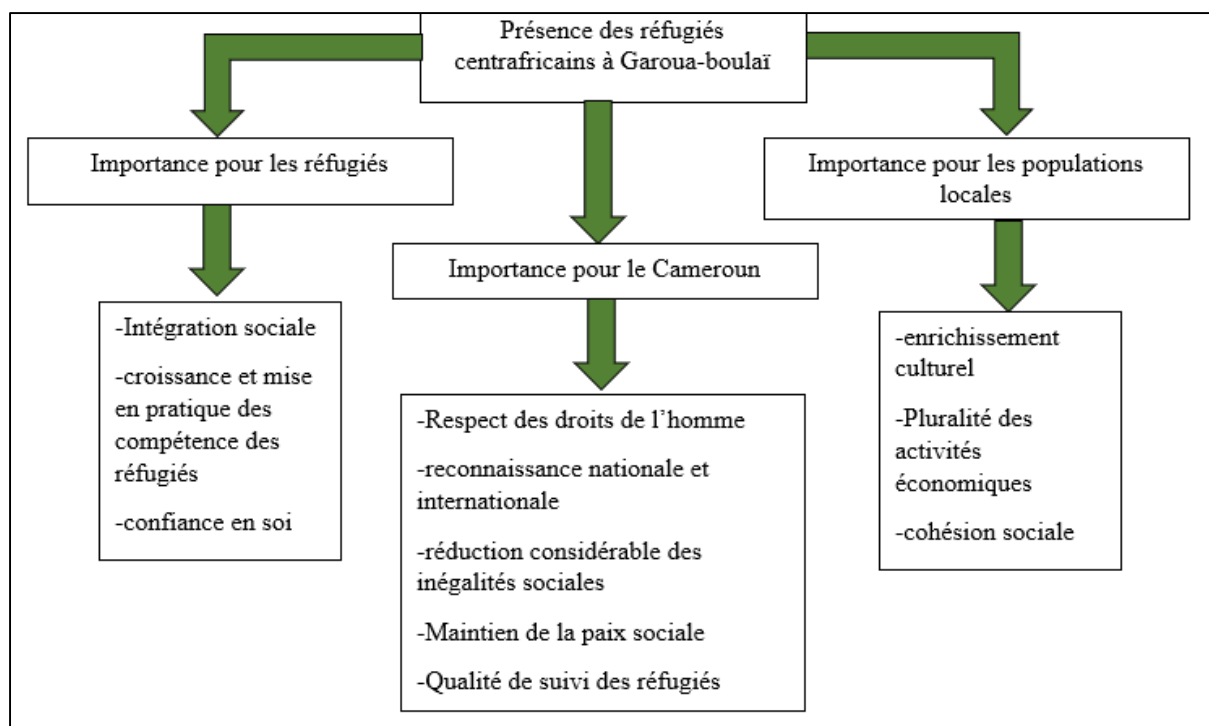 Présence des réfugiés
centrafricains à Garoua-boulaï
Importance pour les réfugiés
-Intégration sociale
-croissance et mise
en pratique des
compétence des
réfugiés
-confiance en soi
Importance pour le Cameroun
-Respect des droits de l’homme
-reconnaissance nationale et
internationale
-réduction considérable des
inégalités sociales
-Maintien de la paix sociale
-Qualité de suivi des réfugiés
Importance pour les populations
locales
-enrichissement
culturel
-Pluralité des
activités
économiques
-cohésion sociale